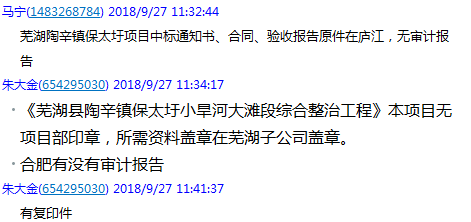 马宁(1483268784) 2018/9/27 11:32:44
芜湖陶辛镇保太圩项目中标通知书、合同、验收报告原件在庐江，无审计报
告
朱大金(654295030) 2018/9/27 11:34:17
• 《芜湖县陶辛镇保太圩小旱河大滩段综合整治工程》本项目无
项目部印章，所需资料盖章在芜湖子公司盖章。
• 合肥有没有审计报告
朱大金(654295030) 2018/9/27 11:41:37
有复印件